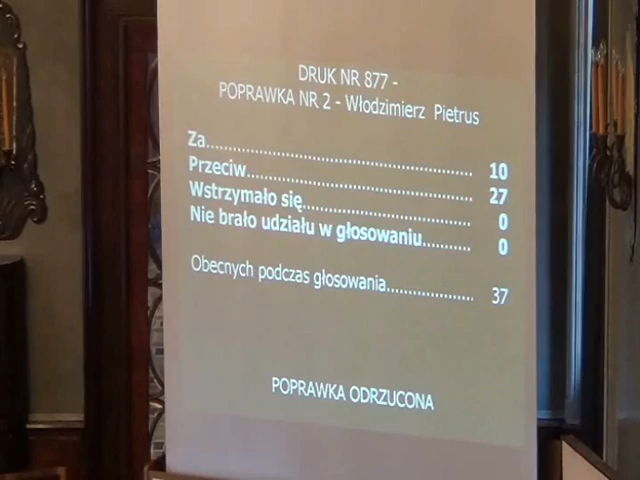 DRUK NR 877 -
POPRAWKA NR 2 - Włodzimierz Pietrus
Za.......................................................... 10
Przeciw.................................................. 27
Wstrzymało się..................................... 0
Nie brało udziału w głosowaniu.......... 0
Obecnych podczas głosowania.................. 37
POPRAWKA ODRZUCONA